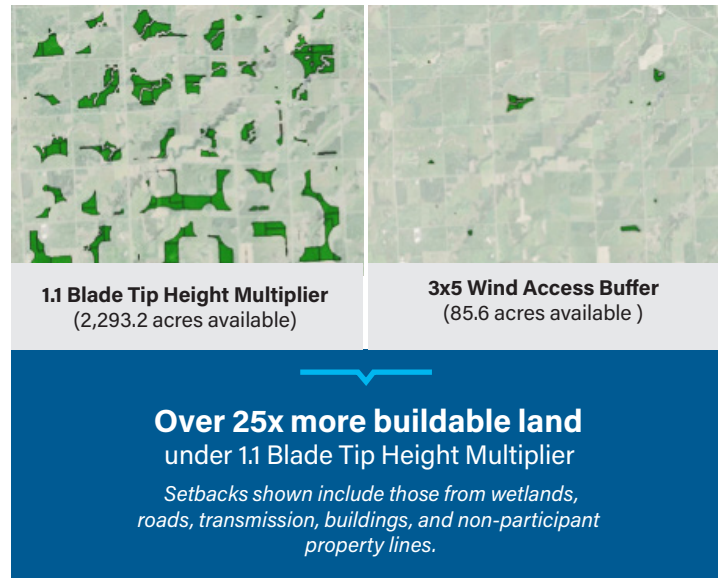 1.1 Blade Tip Height Multiplier
(2,293.2 acres available)
3x5 Wind Access Buffer
(85.6 acres available )
Over 25x more buildable land
under 1.1 Blade Tip Height Multiplier
Setbacks shown include those from wetlands,
roads, transmission, buildings, and non-participant
property lines.